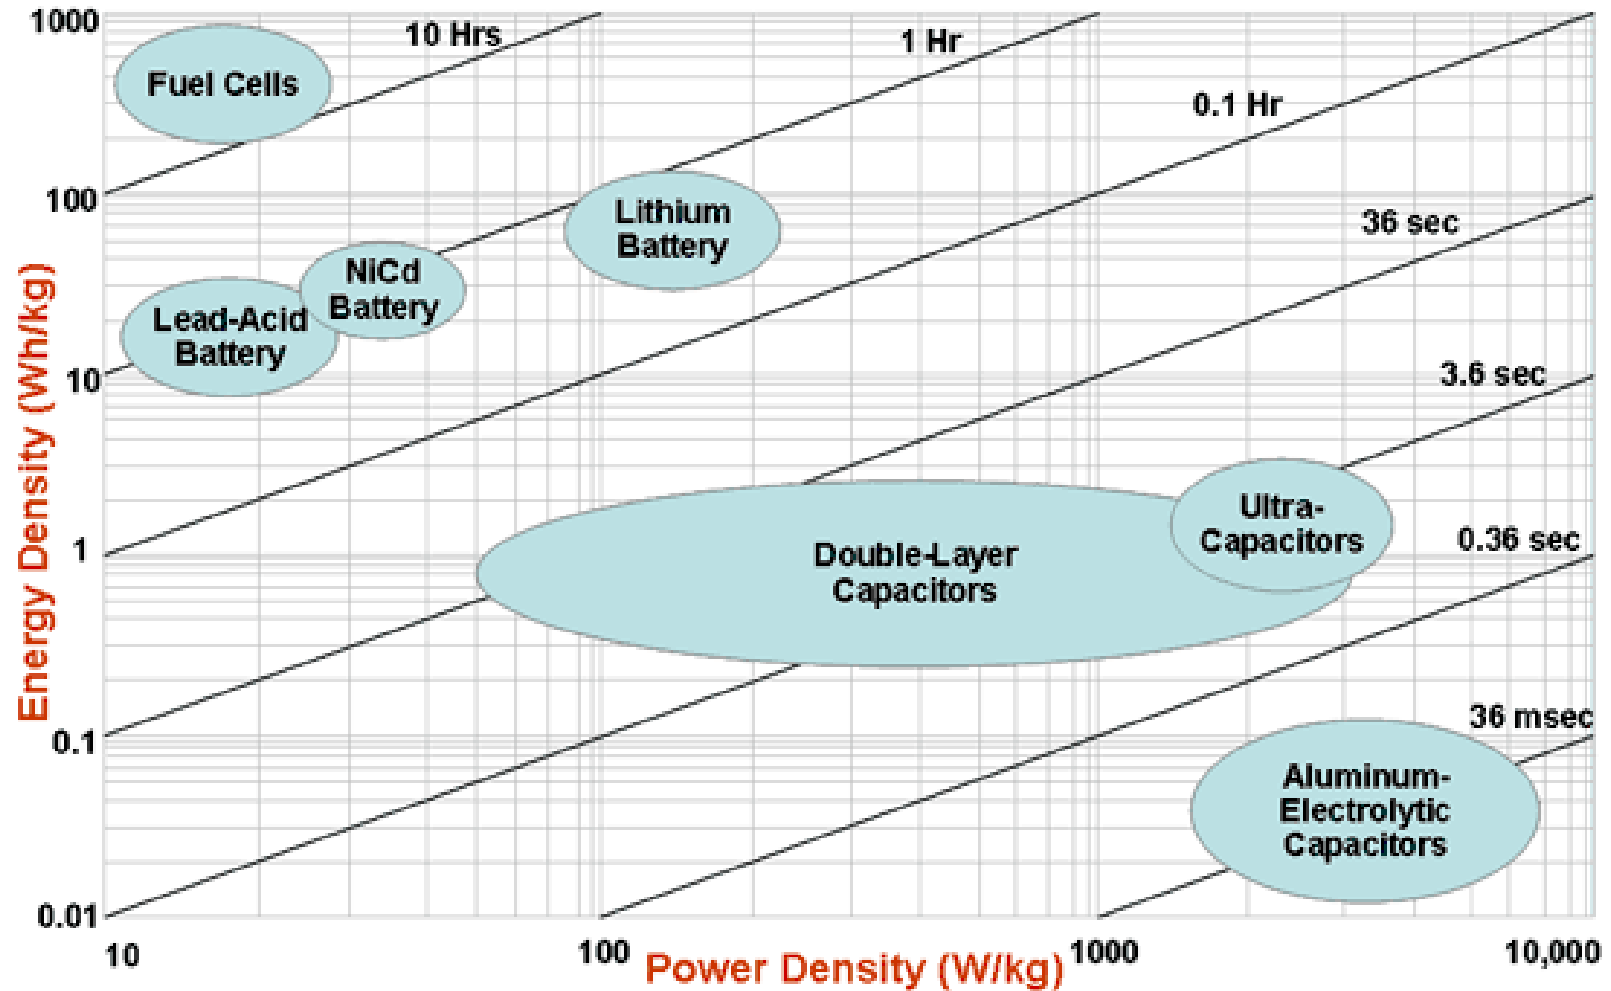 1000
100
10
1
0.1
0.01
Energy Density (Wh/kg)
10 Hrs
1 Hr
0.1 Hr
36 sec
3.6 sec
0.36 sec
36 msec
Fuel Cells
Lithium
Battery
NiCd
Battery
Lead-Acid
Battery
Ultra-
Capacitors
Double-Layer
Capacitors
Aluminum-
Electrolytic
Capacitors
10
100
1000
10,000
Power Density (W/kg)